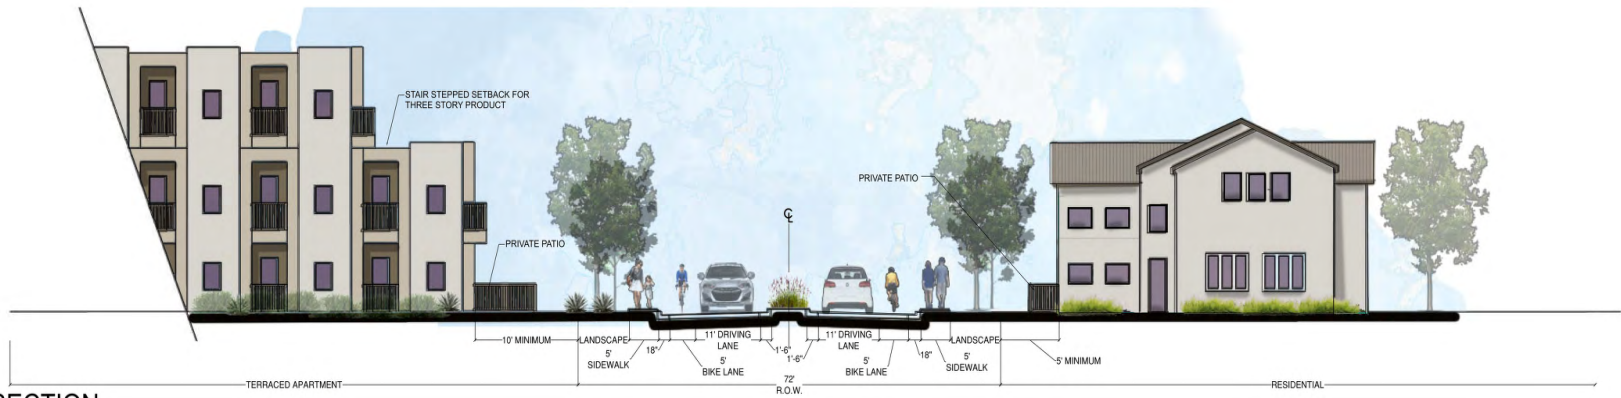 STAIR STEPPED SETBACK FOR
THREE STORY PRODUCT
PRIVATE PATIO
℄
PRIVATE PATIO
10' MINIMUM
LANDSCAPE
5'
SIDEWALK
18"
5'
BIKE LANE
11' DRIVING
LANE
1'-6"
1'-6"
11' DRIVING
LANE
5'
BIKE LANE
18"
5'
SIDEWALK
LANDSCAPE
5' MINIMUM
TERRACED APARTMENT
72'
R.O.W.
RESIDENTIAL